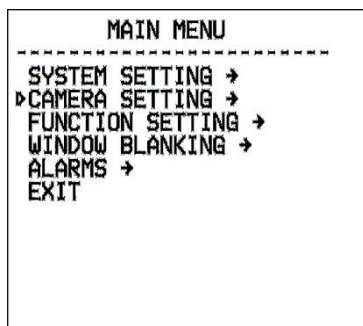 MAIN MENU
SYSTEM SETTING →
CAMERA SETTING →
FUNCTION SETTING →
WINDOW BLANKING →
ALARMS →
EXIT